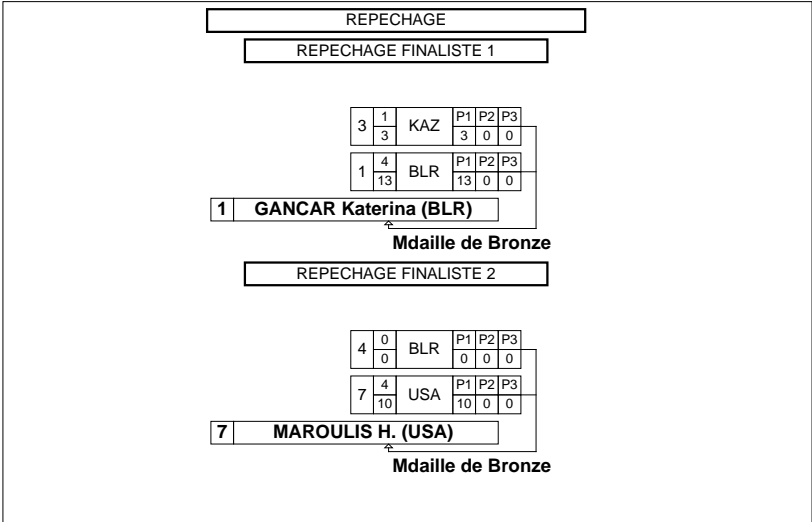 REPECHAGE
REPECHAGE FINALISTE 1
3 1 3 KAZ P1 P2 P3 3 0 0
1 4 13 BLR P1 P2 P3 13 0 0
1 GANCAR Katerina (BLR)
Mdaille de Bronze
REPECHAGE FINALISTE 2
4 0 0 BLR P1 P2 P3 0 0 0
7 4 10 USA P1 P2 P3 10 0 0
7 MAROULIS H. (USA)
Mdaille de Bronze